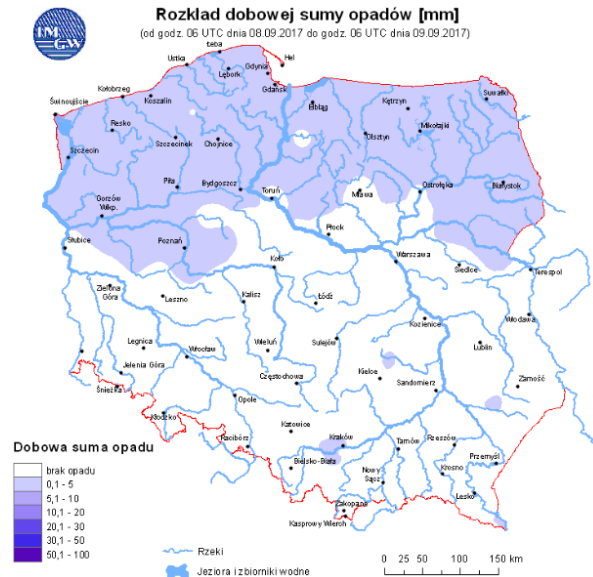 IM
GW
Rozkład dobowej sumy opadów [mm]
(od godz. 06 UTC dnia 08.09.2017 do godz. 06 UTC dnia 09.09.2017)
Łeba
Ustka
Hel
Gdynia
Lębork
Gdańsk
Kołobrzeg
Koszalin
Suwałki
Świnoujście
Elbląg
Kętrzyn
Resko
Mikołajki
Szczecinek
Chojnice
Olsztyn
Szczecin
Piła
Bydgoszcz
Toruń
Mława
Ostrołęka
Białystok
Gorzów
Wlkp.
Płock
Słubice
Poznań
Koło
Warszawa
Siedlce
Terespol
Zielona
Góra
Leszno
Kalisz
Łódź
Kozienice
Włodawa
Legnica
Wrocław
Wieluń
Sulejów
Lublin
Jelenia Góra
Kielce
Śnieżka
Częstochowa
Sandomierz
Zamość
Opole
Kłodzko
Katowice
Racibórz
Kraków
Tarnów
Rzeszów
Bielsko-Biała
Przemyśl
Nowy
Sącz
Krosno
Lesko
Zakopane
Kasprowy Wierch
Dobowa suma opadu
brak opadu
0,1 - 5
5,1 - 10
10,1 - 20
20,1 - 30
30,1 - 50
50,1 - 100
Rzeki
Jeziora i zbiorniki wodne
0 25 50 100 150 km